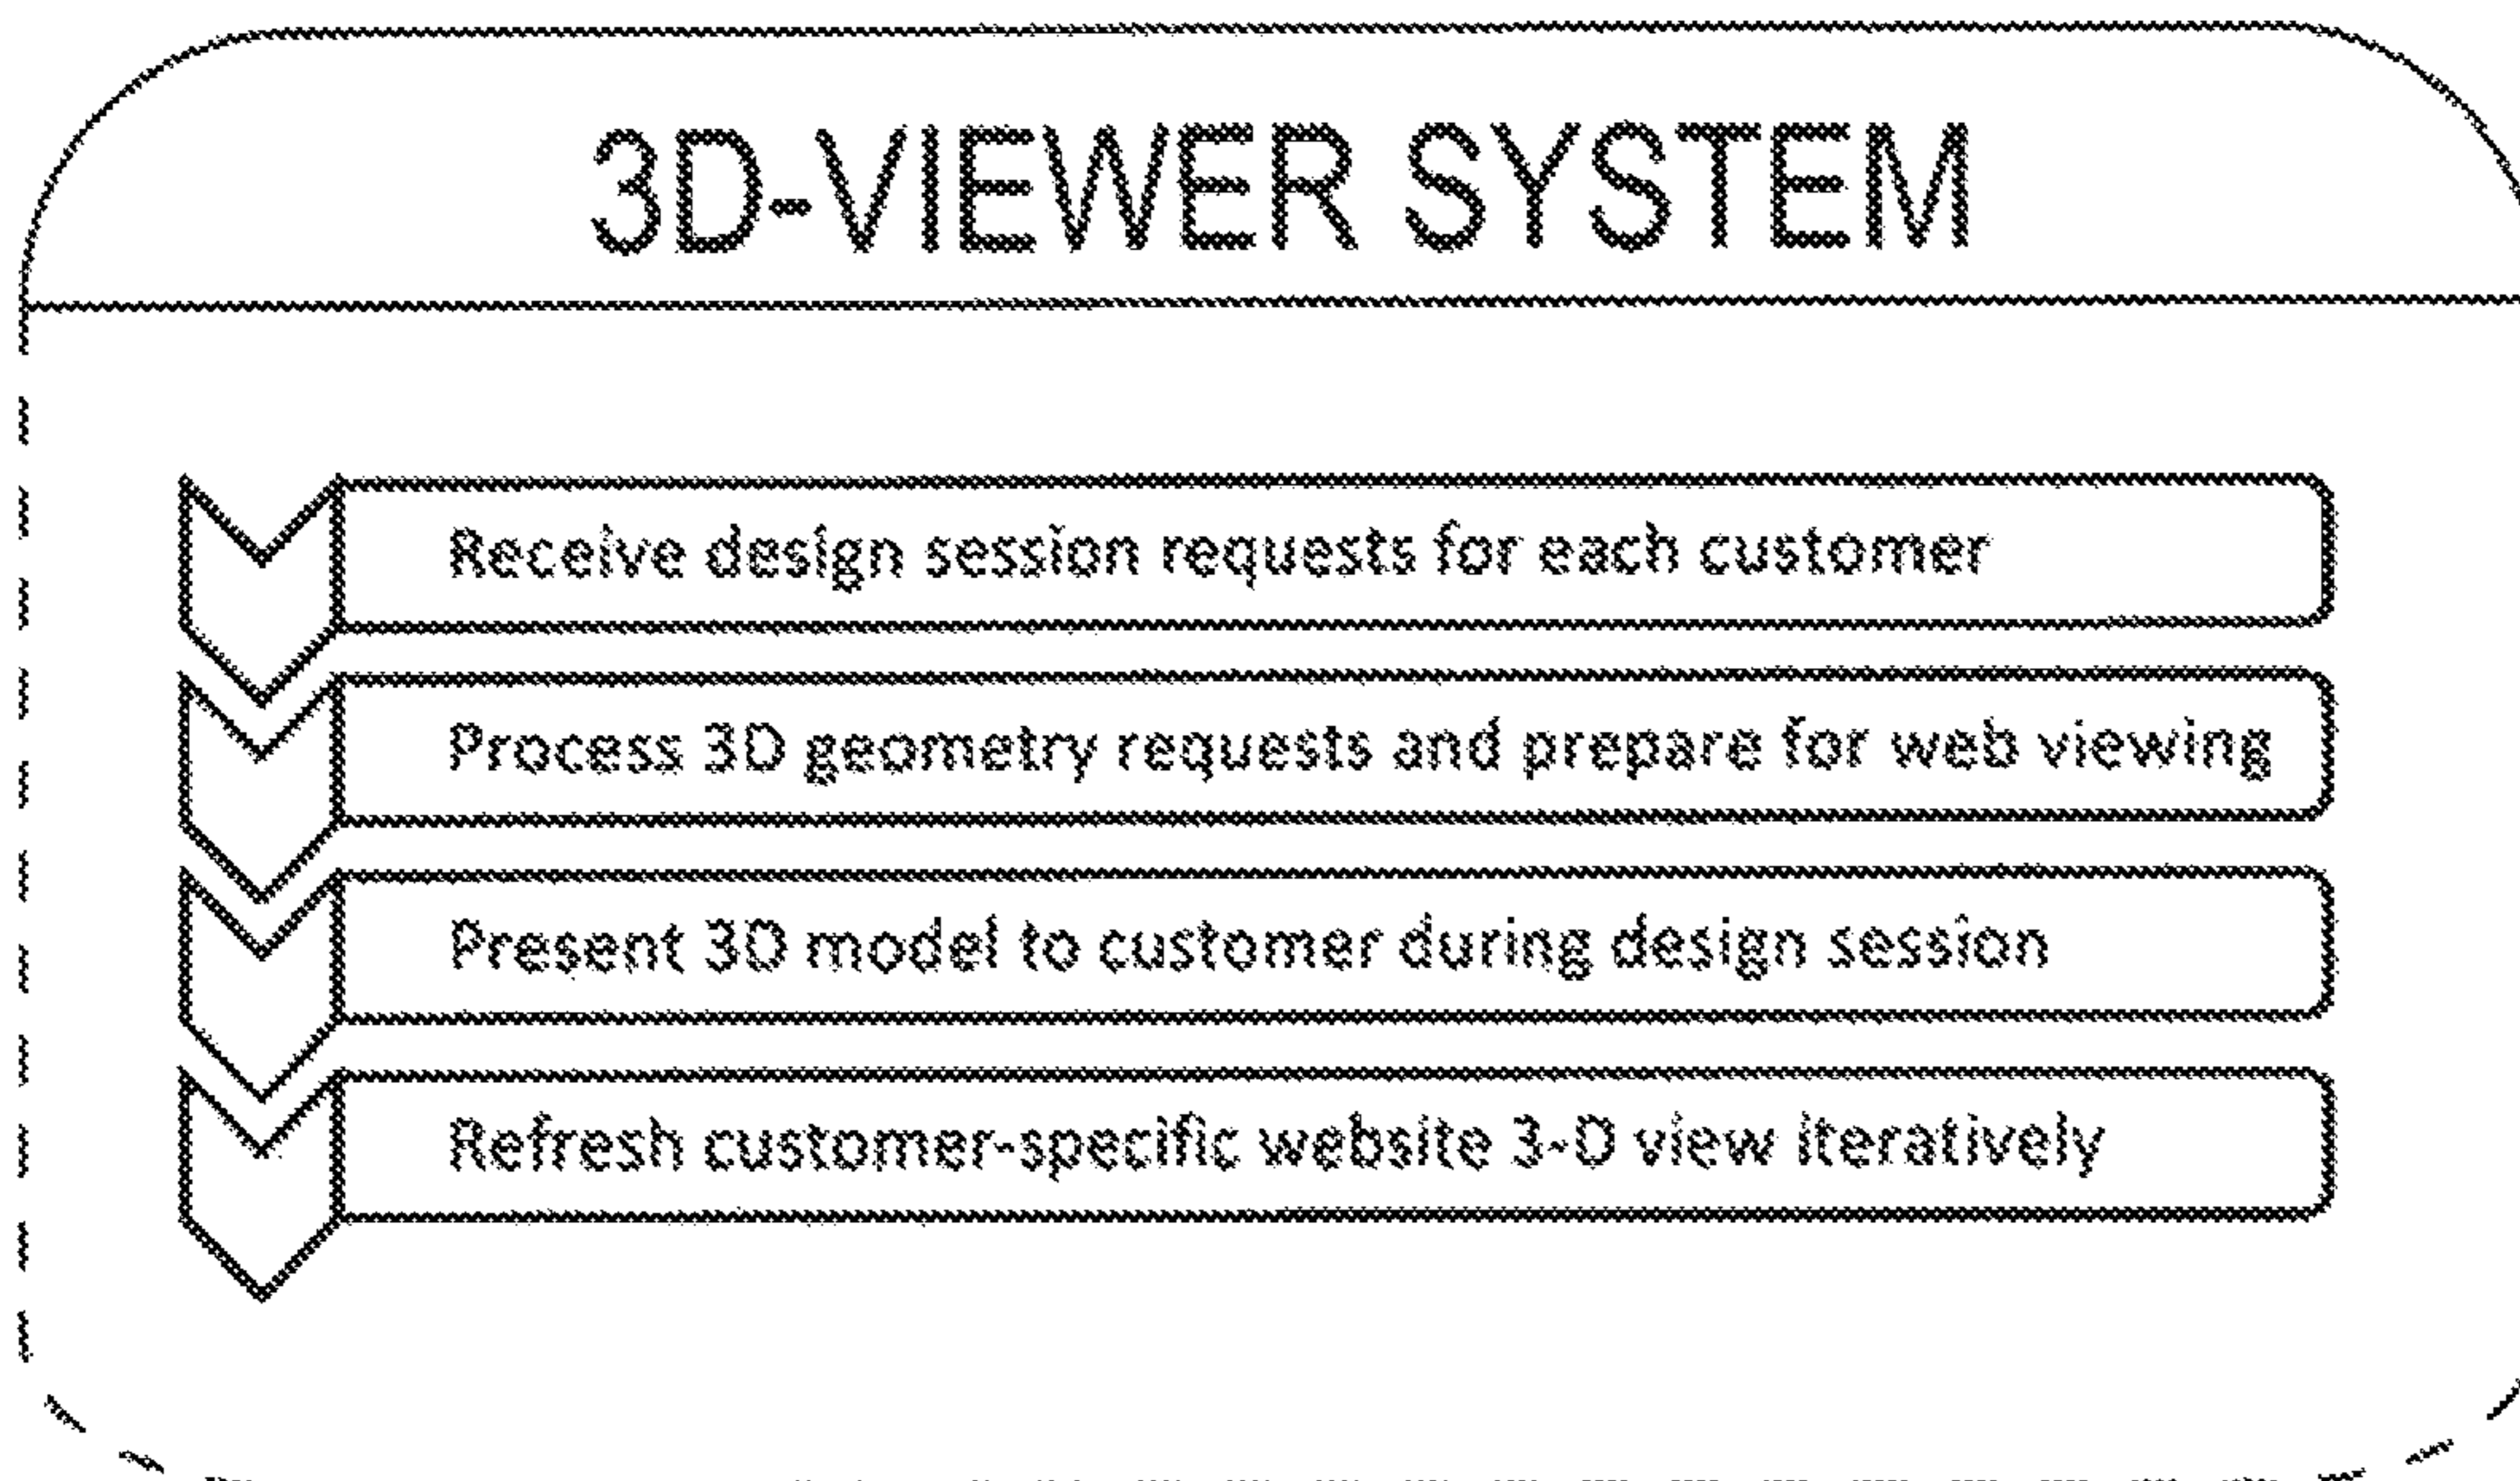 3D-VIEWER SYSTEM
Receive design session requests for each customer
Process 3D geometry requests and prepare for web viewing
Present 3D model to customer during design session
Refresh customer-specific website 3-D view iteratively